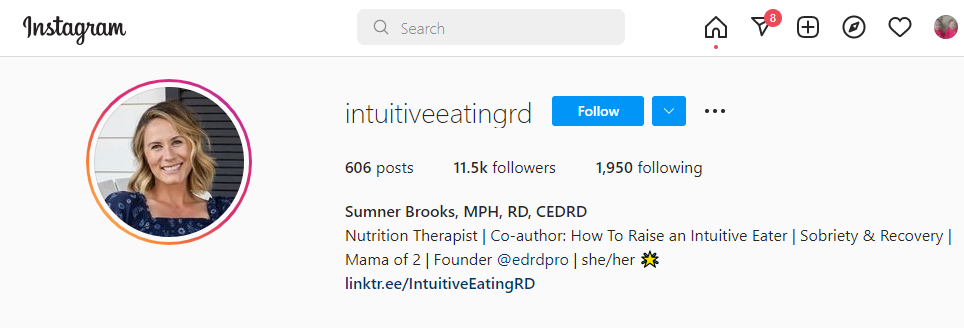 Instagram
Search
8
intuitiveeatingrd
Follow
606 posts 11.5k followers 1,950 following
Sumner Brooks, MPH, RD, CEDRD
Nutrition Therapist | Co-author: How To Raise an Intuitive Eater | Sobriety & Recovery |
Mama of 2 | Founder @edrdpro | she/her 🌟
linktr.ee/IntuitiveEatingRD